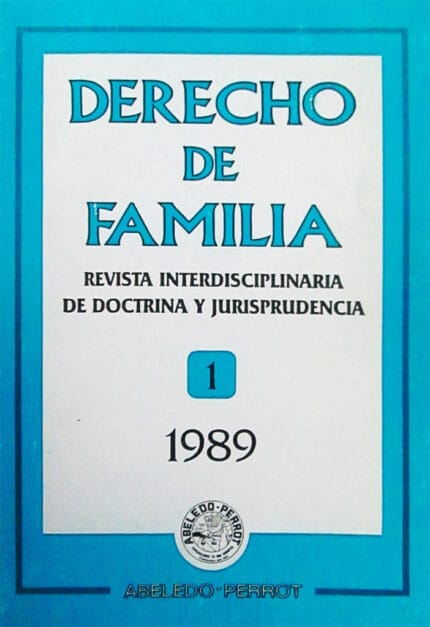 DERECHO
DE
FAMILIA
REVISTA INTERDISCIPLINARIA
DE DOCTRINA Y JURISPRUDENCIA
1
1989
ABELEDO-PERROT
ABELEDO-PERROT